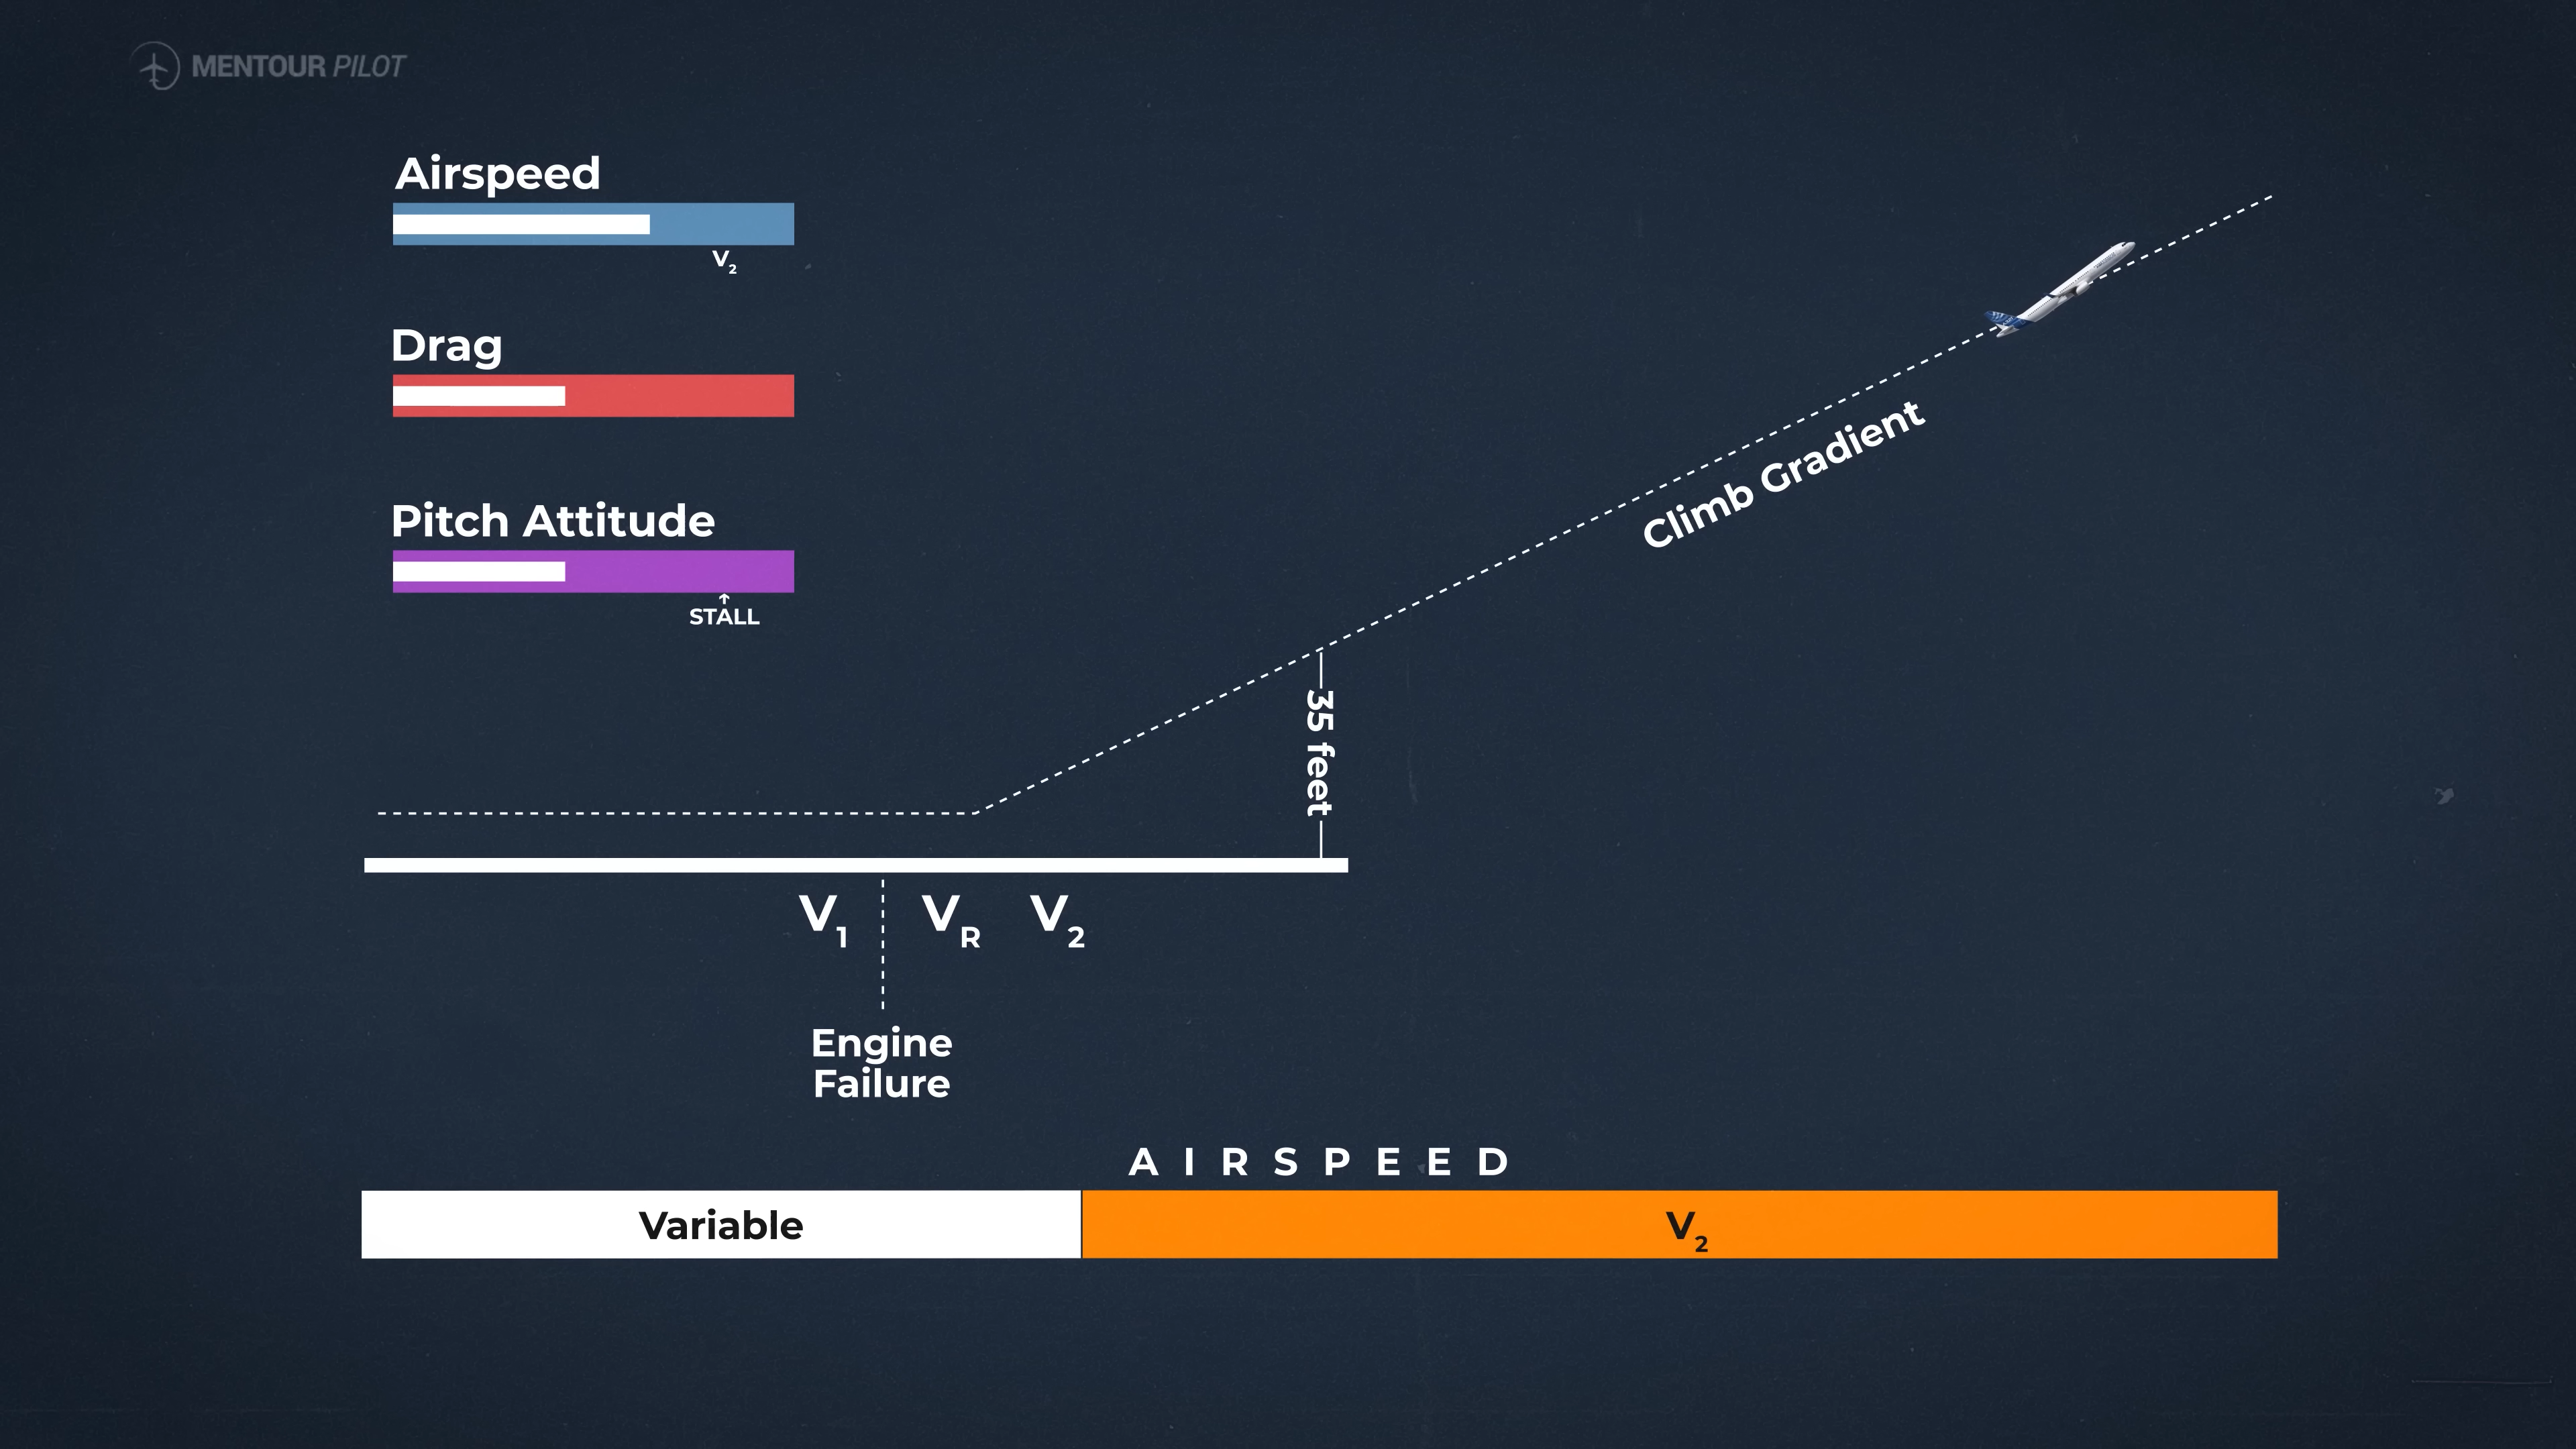 MENTOUR PILOT
Airspeed
V₂
Drag
Pitch Attitude
↑
STALL
Climb Gradient
35 feet
V₁ VR V₂
Engine
Failure
AIRSPEED
Variable V₂